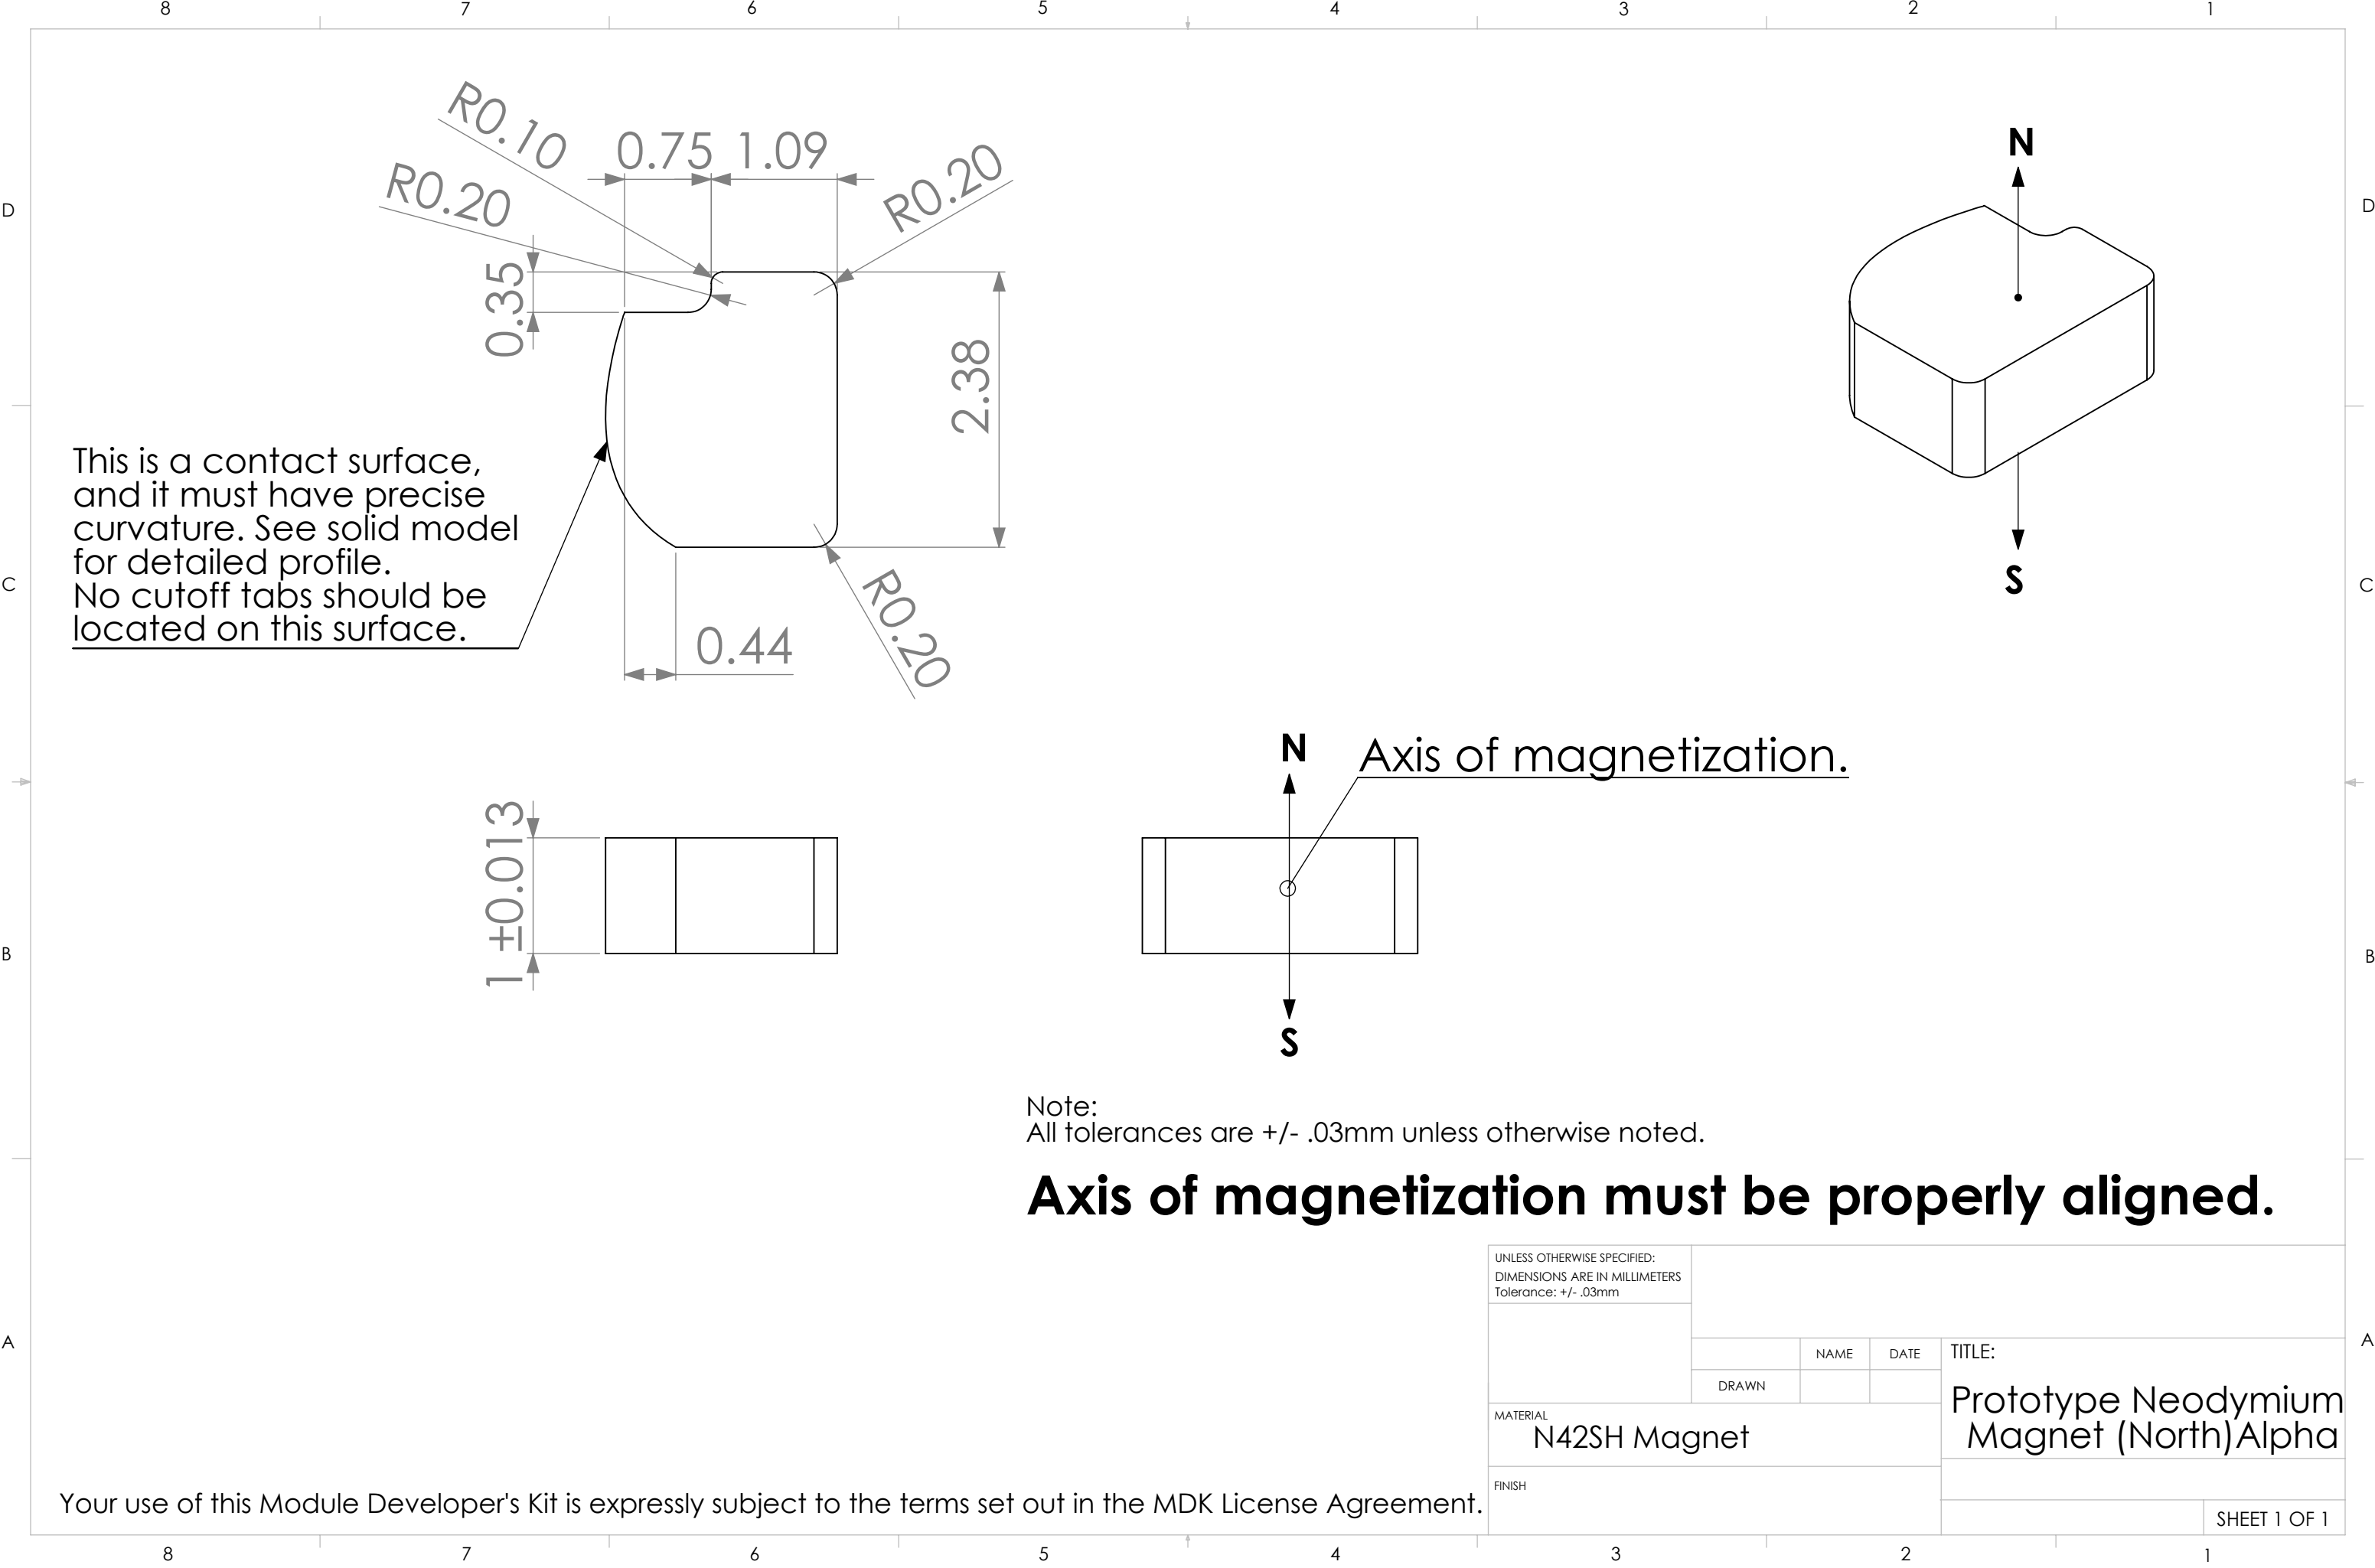 8 7 6 5 4 3 2 1
D
D
C
C
B
B
A
A
R0.10
0.75 1.09
R0.20
R0.20
0.35
2.38
R0.20
0.44
This is a contact surface,
and it must have precise
curvature. See solid model
for detailed profile.
No cutoff tabs should be
located on this surface.
N
S
1 ±0.013
N
Axis of magnetization.
S
Note:
All tolerances are +/- .03mm unless otherwise noted.
Axis of magnetization must be properly aligned.
UNLESS OTHERWISE SPECIFIED:
DIMENSIONS ARE IN MILLIMETERS
Tolerance: +/- .03mm
NAME DATE
DRAWN
MATERIAL
N42SH Magnet
FINISH
TITLE:
Prototype Neodymium
Magnet (North)Alpha
SHEET 1 OF 1
Your use of this Module Developer's Kit is expressly subject to the terms set out in the MDK License Agreement.
8 7 6 5 4 3 2 1